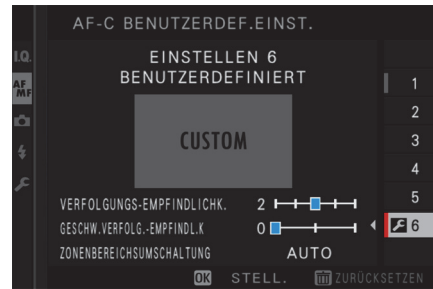 AF-C BENUTZERDEF.EINST.
I.Q.
AF
MF
EINSTELLEN 6
BENUTZERDEFINIERT
CUSTOM
VERFOLGUNGS-EMPFINDLICHK. 2
GESCHW.VERFOLG.-EMPFINDL.K 0
ZONENBEREICHSUMSCHALTUNG AUTO
1
2
3
4
5
6
OK STELL. ZURÜCKSETZEN